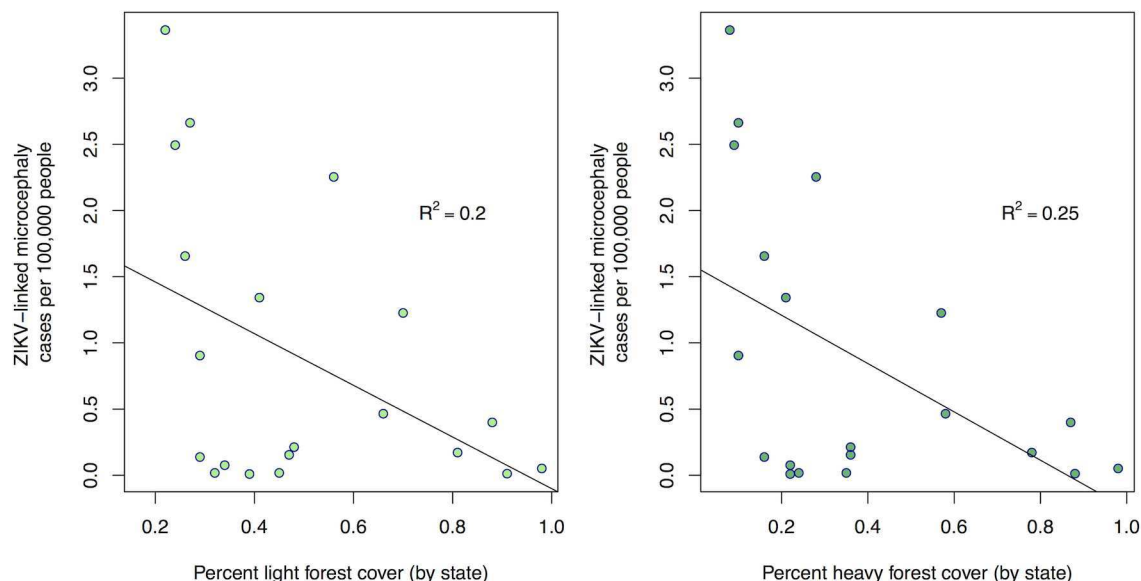 ZIKV−linked microcephaly
cases per 100,000 people
3.0
2.5
2.0
1.5
1.0
0.5
0.0
R² = 0.2
0.2 0.4 0.6 0.8 1.0
Percent light forest cover (by state)
ZIKV−linked microcephaly
cases per 100,000 people
3.0
2.5
2.0
1.5
1.0
0.5
0.0
R² = 0.25
0.2 0.4 0.6 0.8 1.0
Percent heavy forest cover (by state)